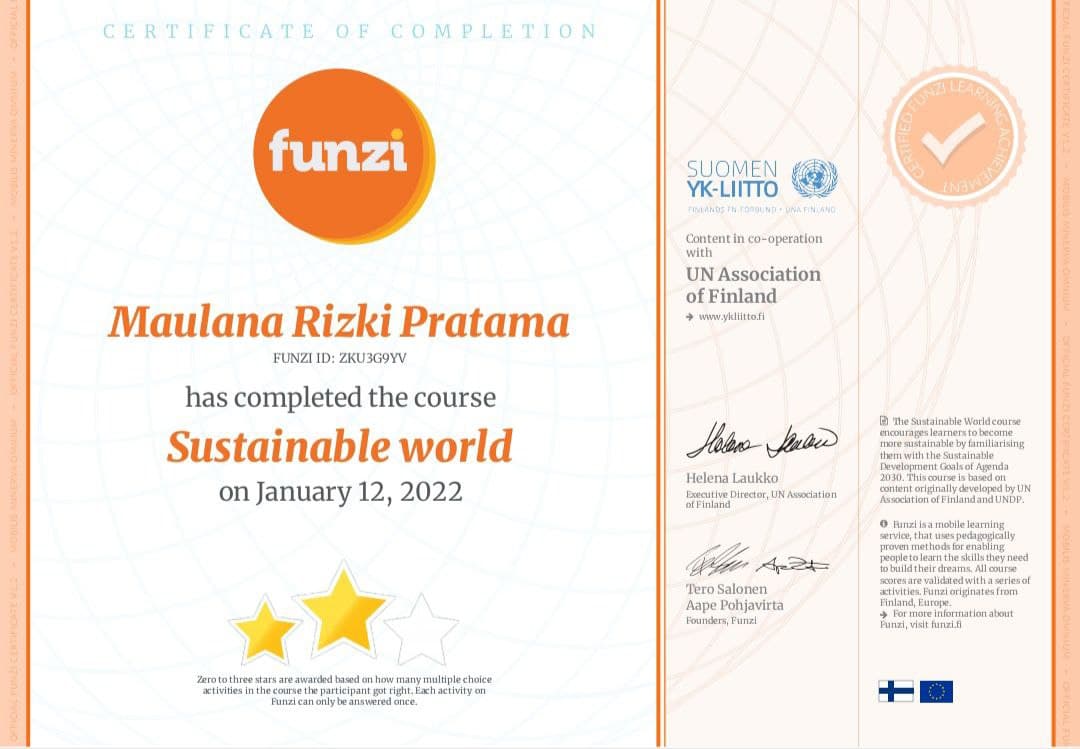 CERTIFICATE OF COMPLETION
funzi
Maulana Rizki Pratama
FUNZI ID: ZKU3G9YV
has completed the course
Sustainable world
on January 12, 2022
Zero to three stars are awarded based on how many multiple choice
activities in the course the participant got right. Each activity on
Funzi can only be answered once.
SUOMEN
YK-LIITTO
FINLANDS FN-FÖRBUND • UNA FINLAND
Content in co-operation
with
UN Association
of Finland
→ www.ykliitto.fi
Helena Laukko
Executive Director, UN Association
of Finland
Tero Salonen
Aape Pohjavirta
Founders, Funzi
CERTIFIED FUNZI LEARNING ACHIEVEMENT
The Sustainable World course
encourages learners to become
more sustainable by familiarising
them with the Sustainable
Development Goals of Agenda
2030. This course is based on
content originally developed by UN
Association of Finland and UNDP.
Funzi is a mobile learning
service, that uses pedagogically
proven methods for enabling
people to learn the skills they need
to build their dreams. All course
scores are validated with a series of
activities. Funzi originates from
Finland, Europe.
→ For more information about
Funzi, visit funzi.fi